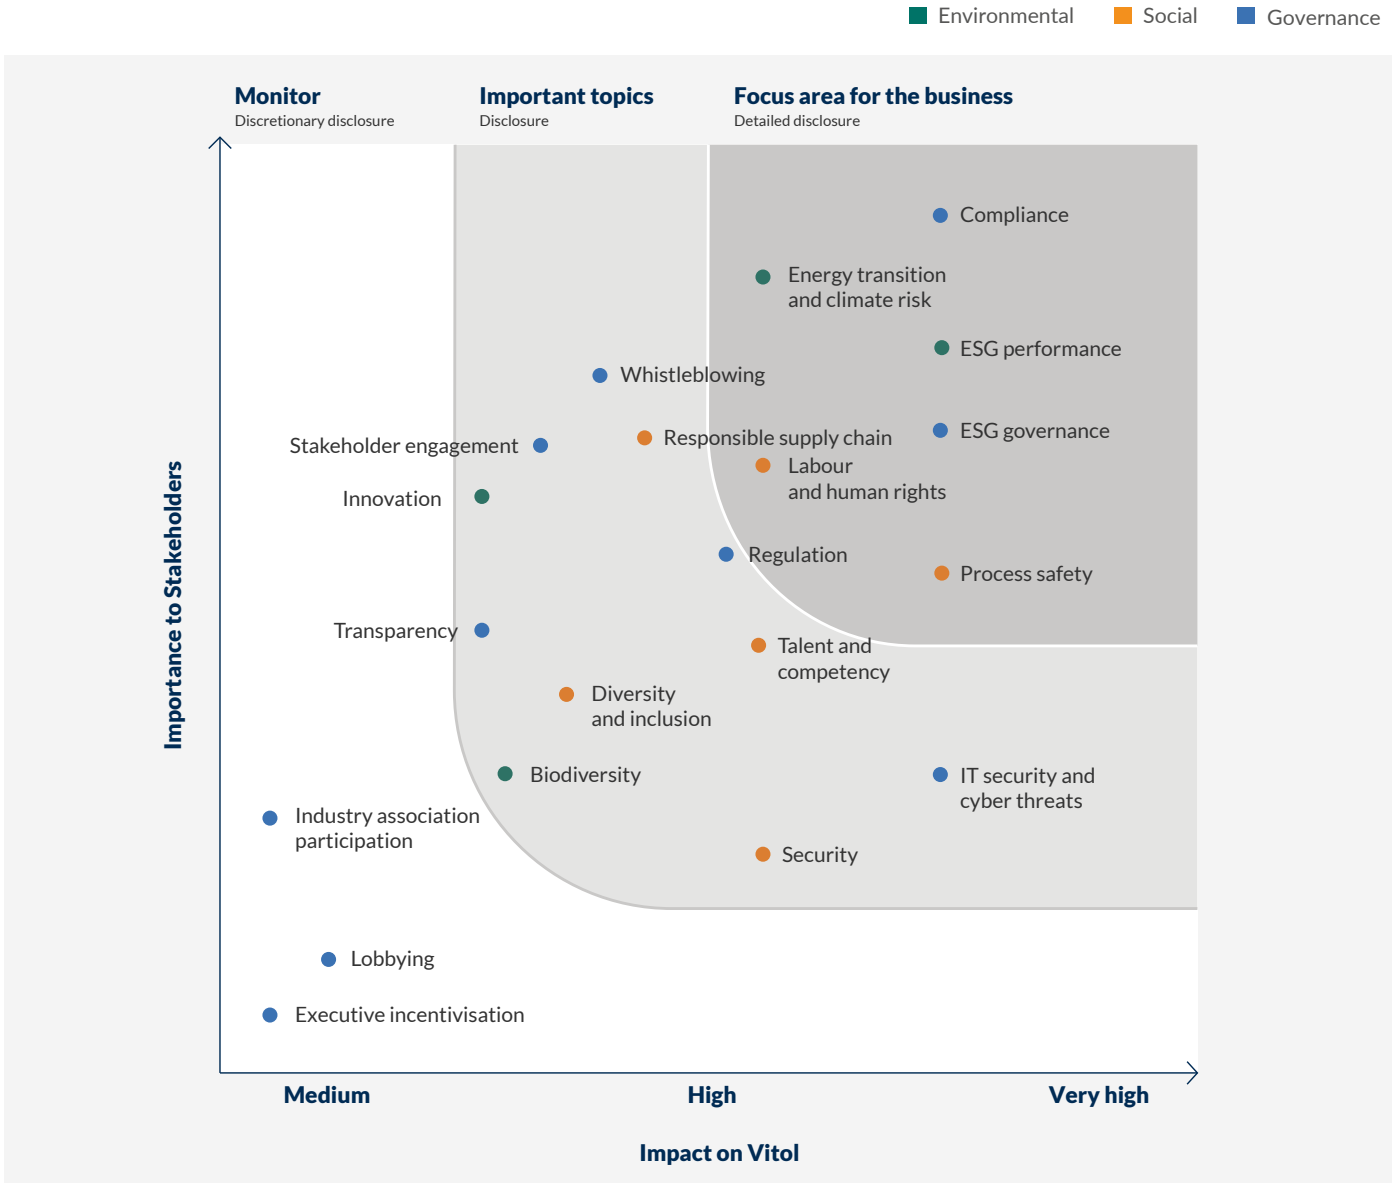 Environmental
Social
Governance
Monitor
Discretionary disclosure
Important topics
Disclosure
Focus area for the business
Detailed disclosure
Compliance
Energy transition
and climate risk
ESG performance
Whistleblowing
Responsible supply chain
ESG governance
Stakeholder engagement
Labour
and human rights
Innovation
Regulation
Process safety
Transparency
Talent and
competency
Diversity
and inclusion
Biodiversity
IT security and
cyber threats
Industry association
participation
Security
Lobbying
Executive incentivisation
Importance to Stakeholders
Medium
High
Very high
Impact on Vitol